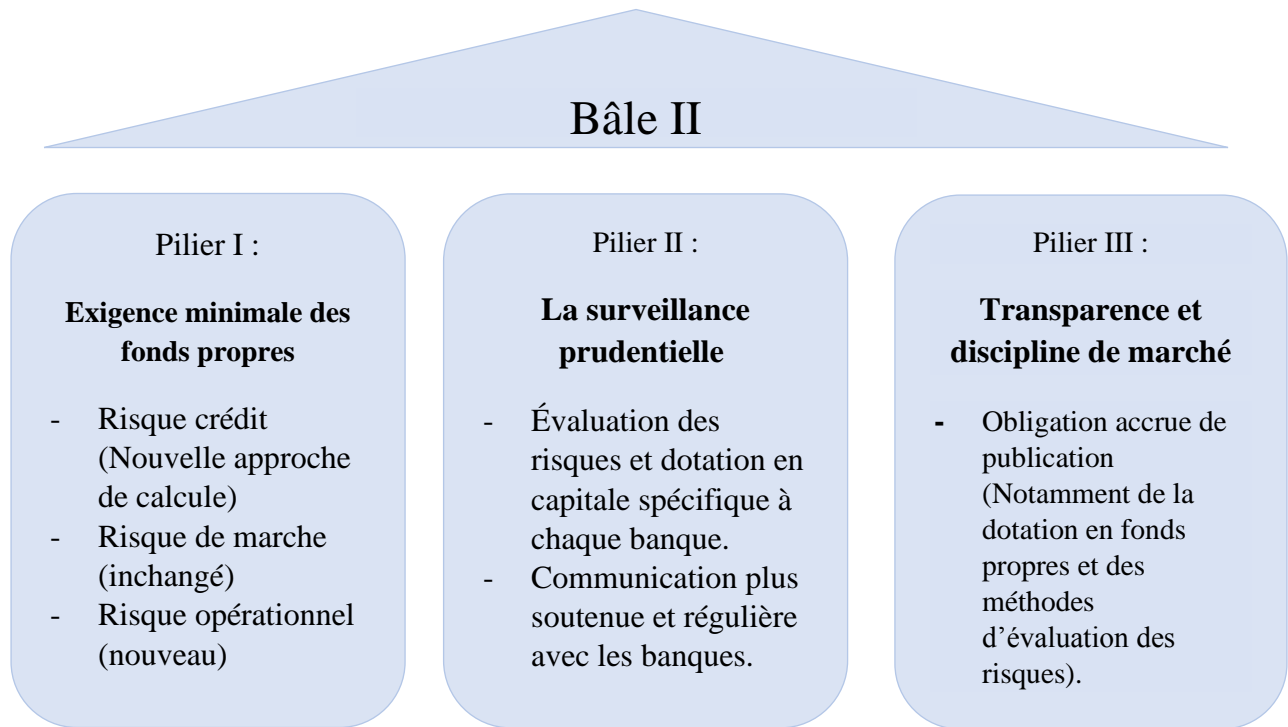 Bâle II
Pilier I :
Exigence minimale des
fonds propres
- Risque crédit
(Nouvelle approche
de calcule)
- Risque de marche
(inchangé)
- Risque opérationnel
(nouveau)
Pilier II :
La surveillance
prudentielle
- Évaluation des
risques et dotation en
capitale spécifique à
chaque banque.
- Communication plus
soutenue et régulière
avec les banques.
Pilier III :
Transparence et
discipline de marché
- Obligation accrue de
publication
(Notamment de la
dotation en fonds
propres et des
méthodes
d’évaluation des
risques).